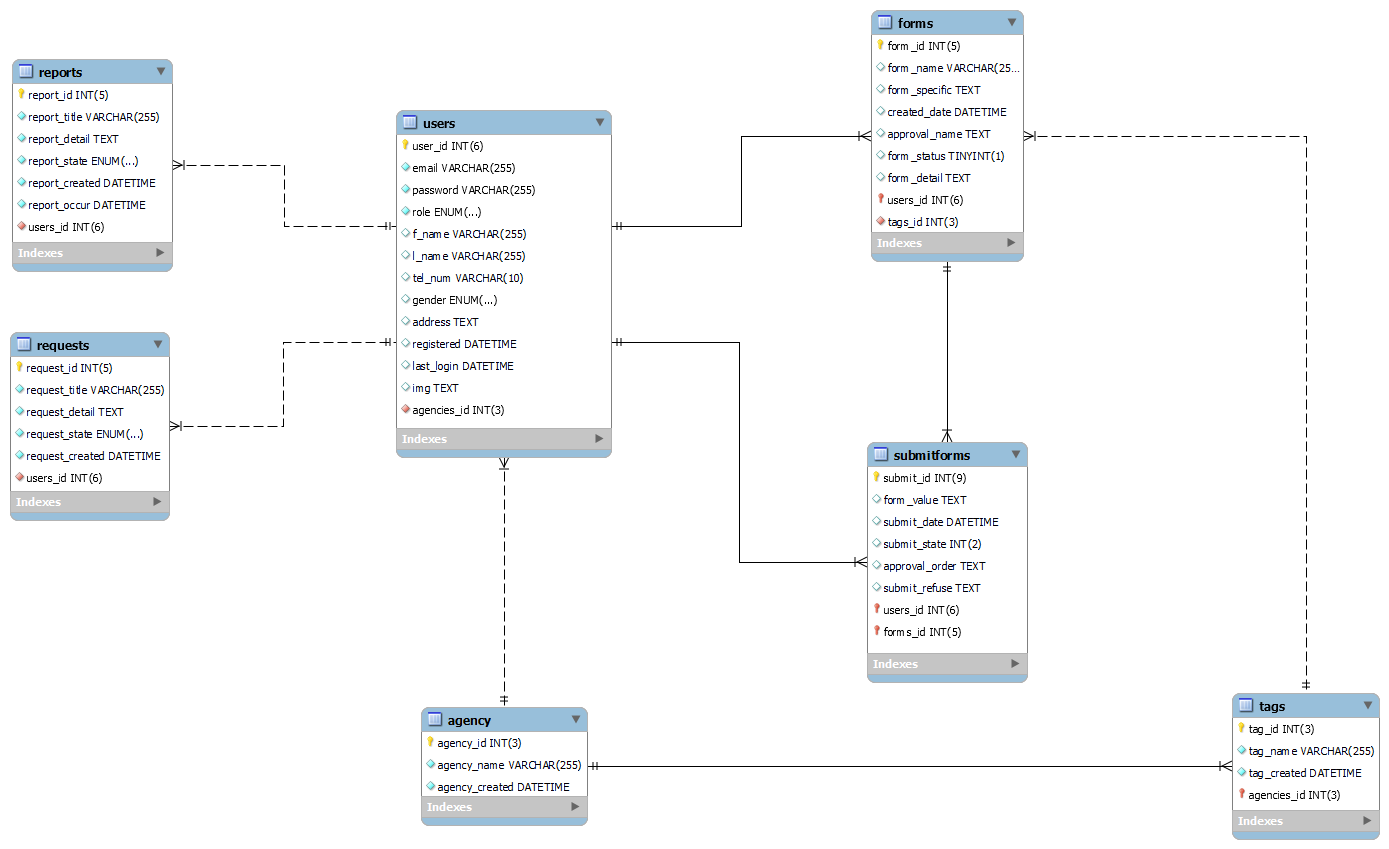 reports
report_id INT(5)
report_title VARCHAR(255)
report_detail TEXT
report_state ENUM(...)
report_created DATETIME
report_occur DATETIME
users_id INT(6)
Indexes
requests
request_id INT(5)
request_title VARCHAR(255)
request_detail TEXT
request_state ENUM(...)
request_created DATETIME
users_id INT(6)
Indexes
users
user_id INT(6)
email VARCHAR(255)
password VARCHAR(255)
role ENUM(...)
f_name VARCHAR(255)
l_name VARCHAR(255)
tel_num VARCHAR(10)
gender ENUM(...)
address TEXT
registered DATETIME
last_login DATETIME
img TEXT
agencies_id INT(3)
Indexes
agency
agency_id INT(3)
agency_name VARCHAR(255)
agency_created DATETIME
Indexes
forms
form_id INT(5)
form_name VARCHAR(25...
form_specific TEXT
created_date DATETIME
approval_name TEXT
form_status TINYINT(1)
form_detail TEXT
users_id INT(6)
tags_id INT(3)
Indexes
submitforms
submit_id INT(9)
form_value TEXT
submit_date DATETIME
submit_state INT(2)
approval_order TEXT
submit_refuse TEXT
users_id INT(6)
forms_id INT(5)
Indexes
tags
tag_id INT(3)
tag_name VARCHAR(255)
tag_created DATETIME
agencies_id INT(3)
Indexes